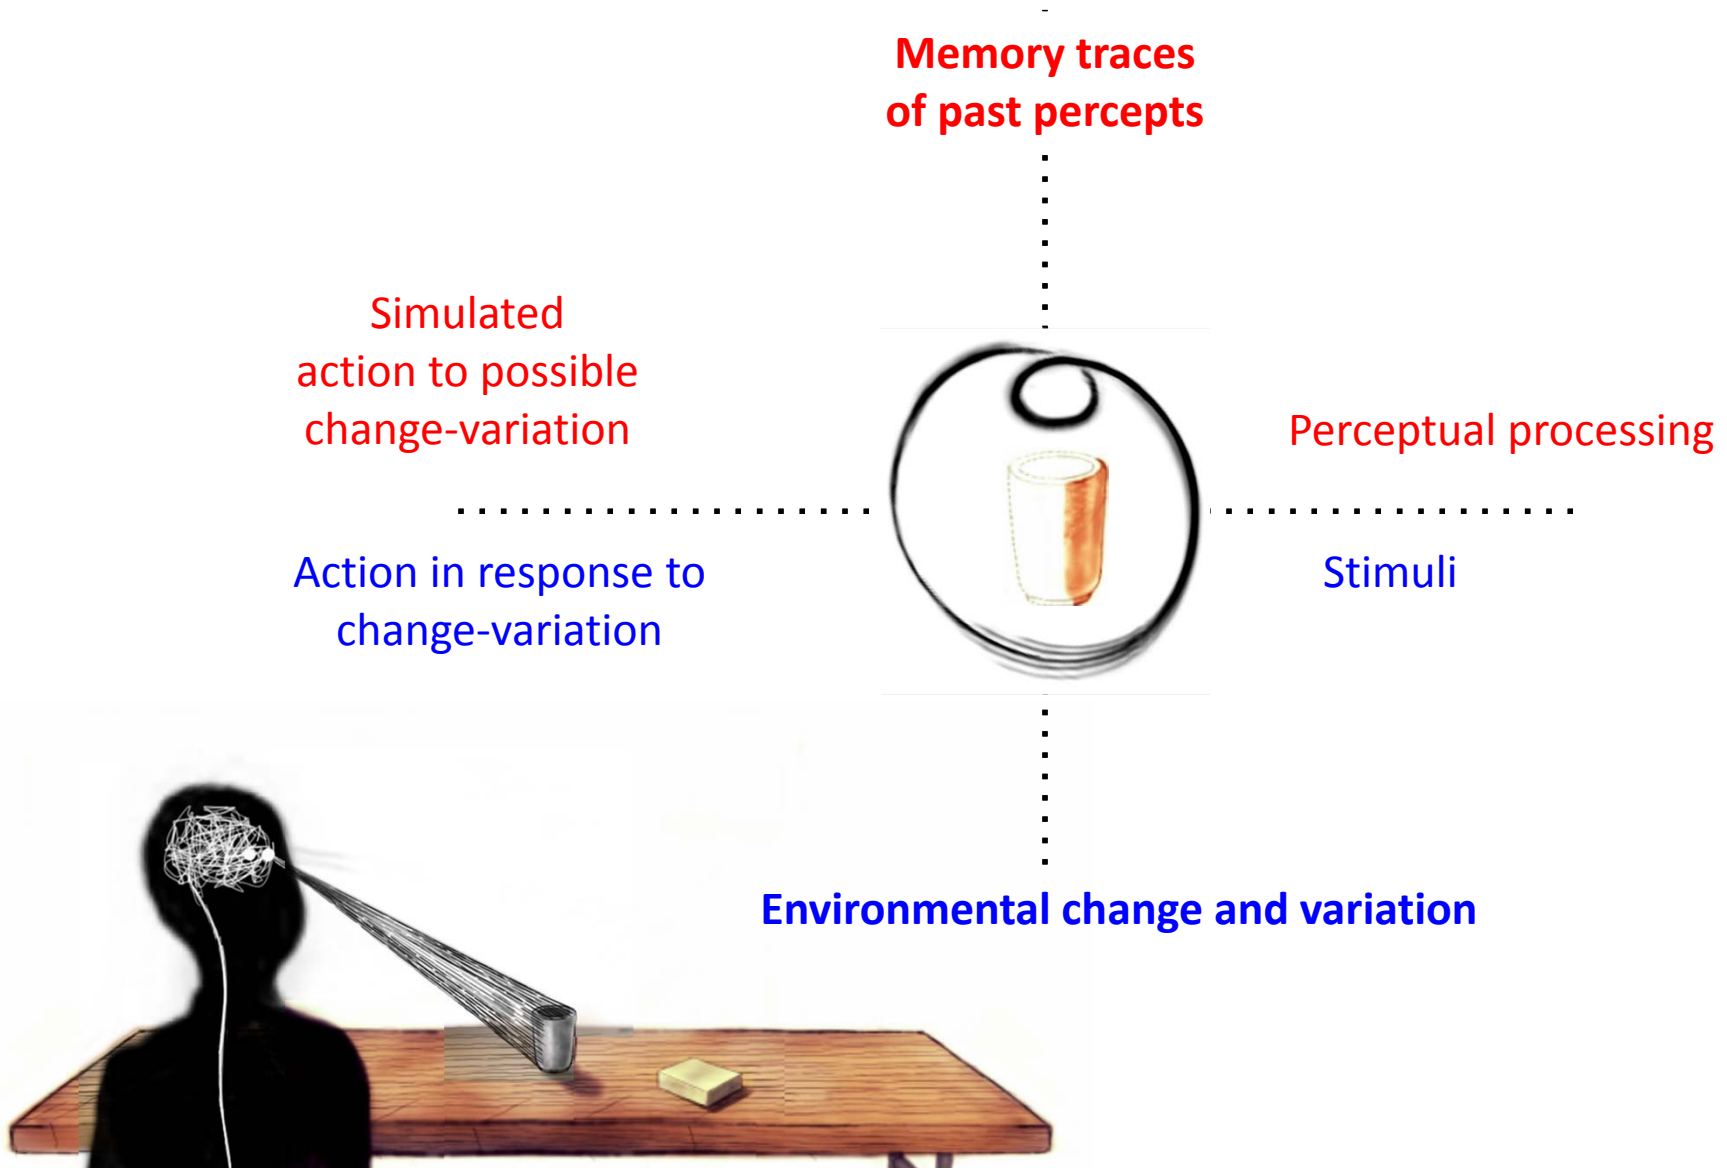 Memory traces
of past percepts
Simulated
action to possible
change-variation
Perceptual processing
Action in response to
change-variation
Stimuli
Environmental change and variation